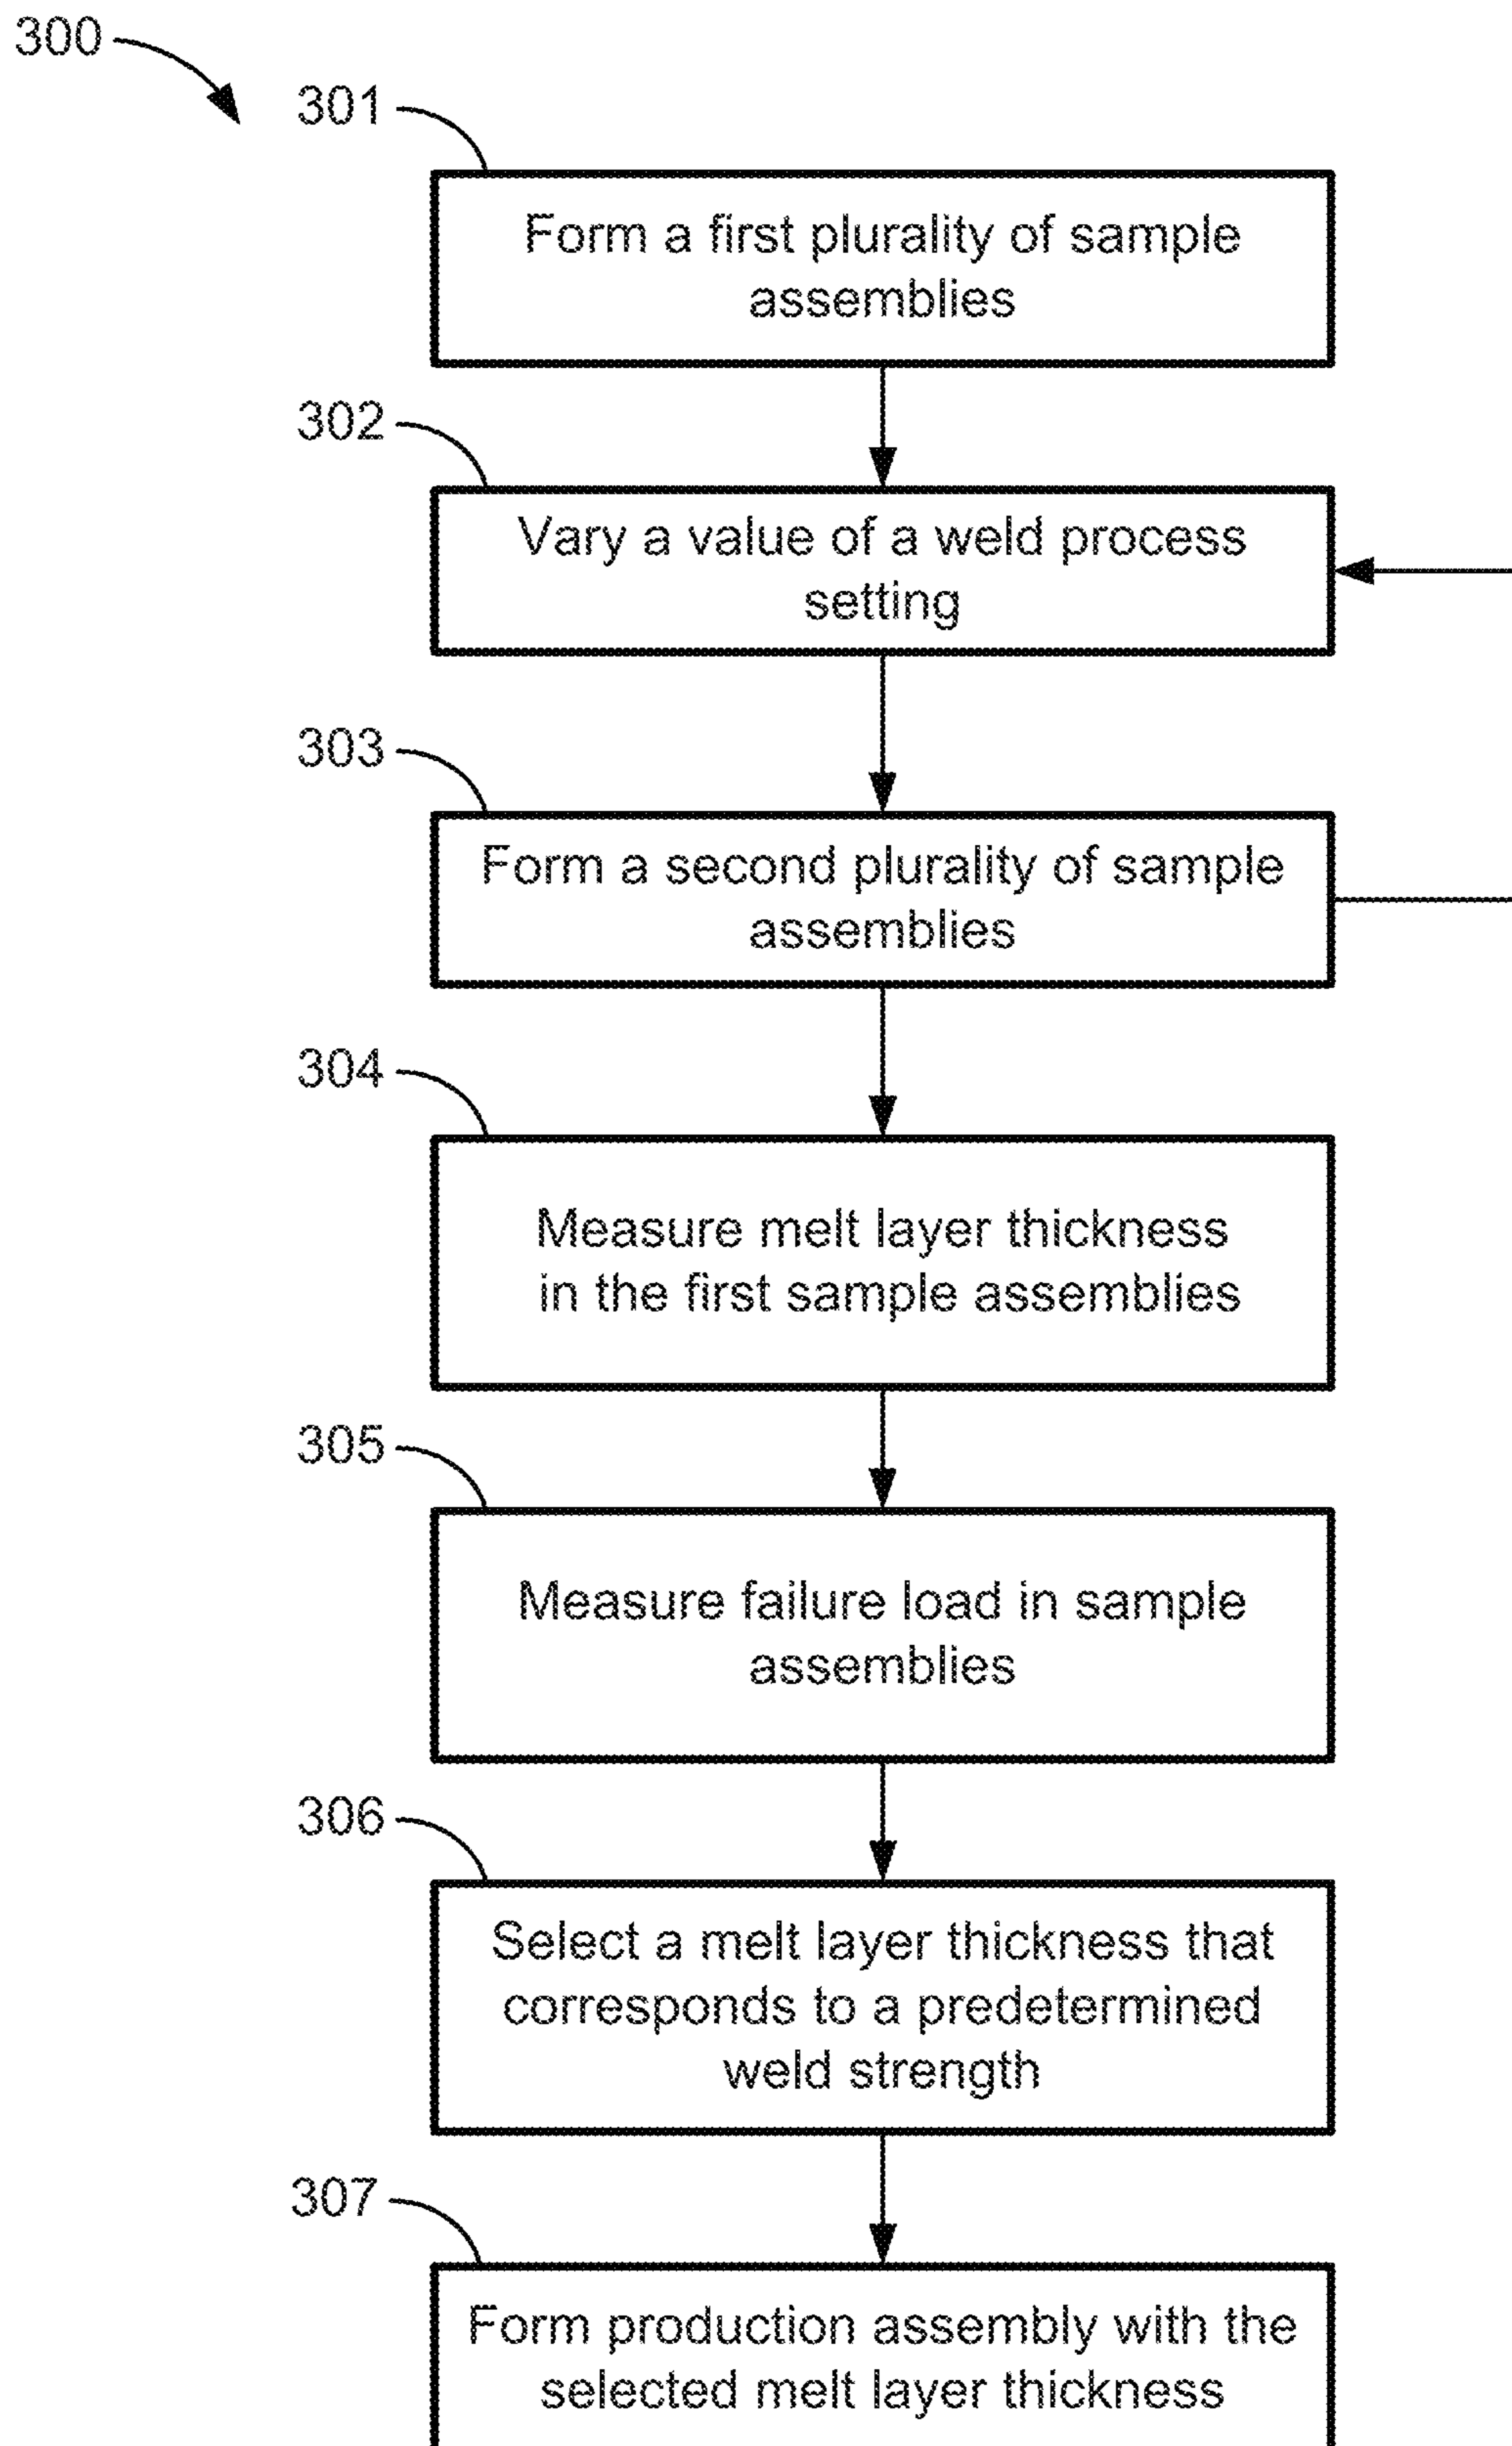 300
301
Form a first plurality of sample
assemblies
302
Vary a value of a weld process
setting
303
Form a second plurality of sample
assemblies
304
Measure melt layer thickness
in the first sample assemblies
305
Measure failure load in sample
assemblies
306
Select a melt layer thickness that
corresponds to a predetermined
weld strength
307
Form production assembly with the
selected melt layer thickness